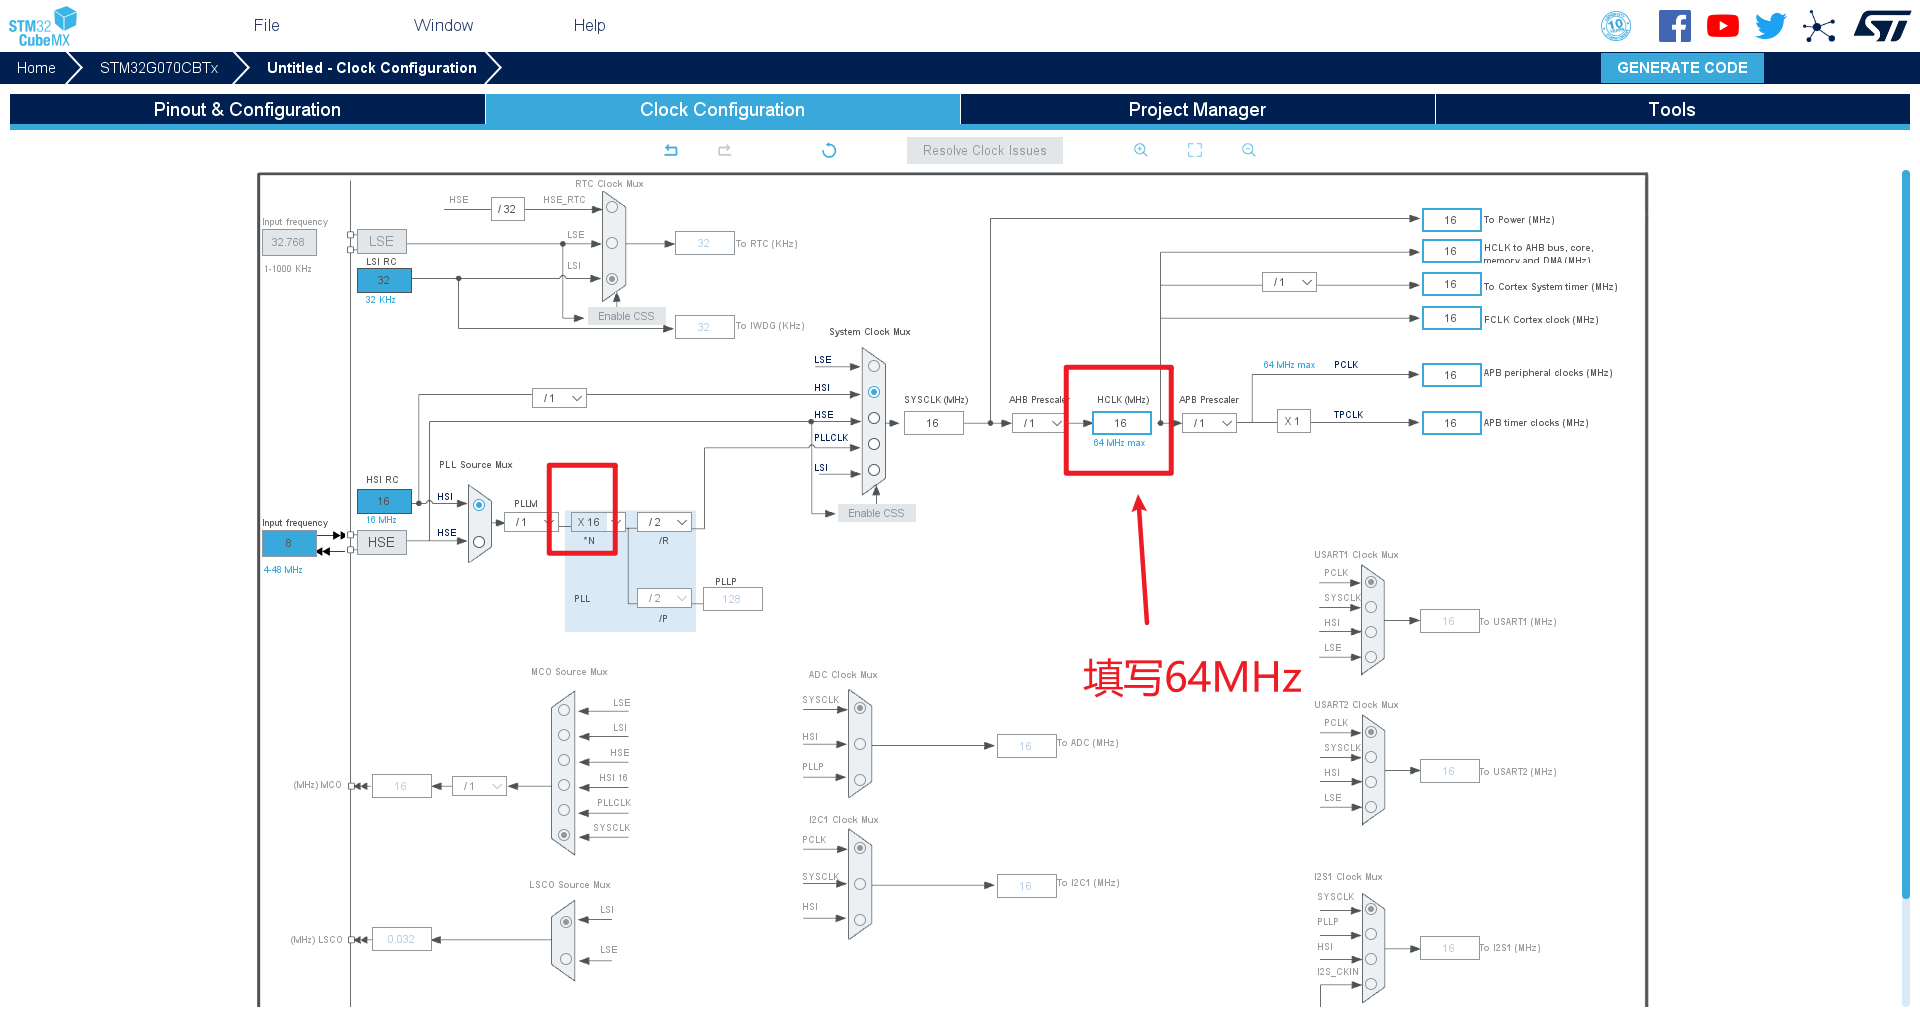 STM32
CubeMX
File
Window
Help
10
Home
STM32G070CBTx
Untitled - Clock Configuration
GENERATE CODE
Pinout & Configuration
Clock Configuration
Project Manager
Tools
Resolve Clock Issues
RTC Clock Mux
HSE
/ 32
HSE_RTC
Input frequency
32.768
1-1000 KHz
LSE
LSE
32
To RTC (KHz)
LSI RC
32
32 KHz
LSI
Enable CSS
32
To IWDG (KHz)
16
To Power (MHz)
16
HCLK to AHB bus, core,
memory and DMA (MHz)
/ 1
16
To Cortex System timer (MHz)
16
FCLK Cortex clock (MHz)
System Clock Mux
LSE
HSI
HSE
PLLCLK
LSI
/ 1
SYSCLK (MHz)
16
AHB Prescaler
/ 1
HCLK (MHz)
16
64 MHz max
APB Prescaler
/ 1
64 MHz max
PCLK
16
APB peripheral clocks (MHz)
X 1
TPCLK
16
APB timer clocks (MHz)
Enable CSS
PLL Source Mux
HSI RC
16
16 MHz
HSI
Input frequency
8
4-48 MHz
HSE
HSE
PLLM
/ 1
X 16
*N
/ 2
/R
PLL
/ 2
/P
PLLP
128
填写64MHz
USART1 Clock Mux
PCLK
SYSCLK
HSI
LSE
16
To USART1 (MHz)
MCO Source Mux
LSE
LSI
HSE
HSI 16
PLLCLK
SYSCLK
(MHz) MCO
16
/ 1
ADC Clock Mux
SYSCLK
HSI
PLLP
16
To ADC (MHz)
USART2 Clock Mux
PCLK
SYSCLK
HSI
LSE
16
To USART2 (MHz)
I2C1 Clock Mux
PCLK
SYSCLK
HSI
16
To I2C1 (MHz)
LSCO Source Mux
LSI
LSE
(MHz) LSCO
0.032
I2S1 Clock Mux
SYSCLK
PLLP
HSI
I2S_CKIN
16
To I2S1 (MHz)